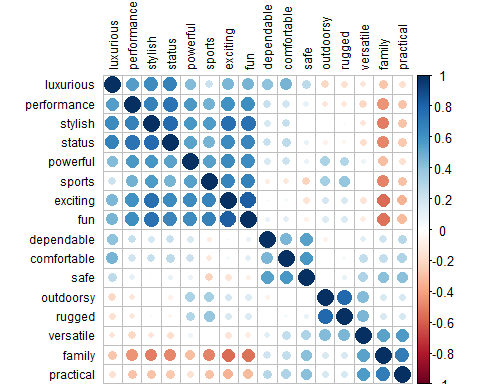 luxurious
performance
stylish
status
powerful
sports
exciting
fun
dependable
comfortable
safe
outdoorsy
rugged
versatile
family
practical
luxurious
performance
stylish
status
powerful
sports
exciting
fun
dependable
comfortable
safe
outdoorsy
rugged
versatile
family
practical
1
0.8
0.6
0.4
0.2
0
-0.2
-0.4
-0.6
-0.8
-1